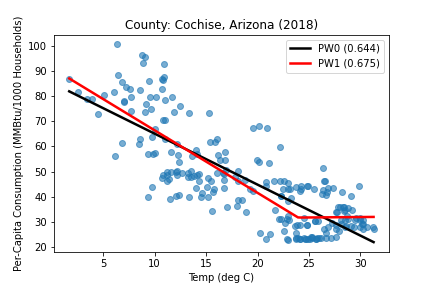 County: Cochise, Arizona (2018)
Per-Capita Consumption (MMBtu/1000 Households)
100
90
80
70
60
50
40
30
20
PW0 (0.644)
PW1 (0.675)
5 10 15 20 25 30
Temp (deg C)